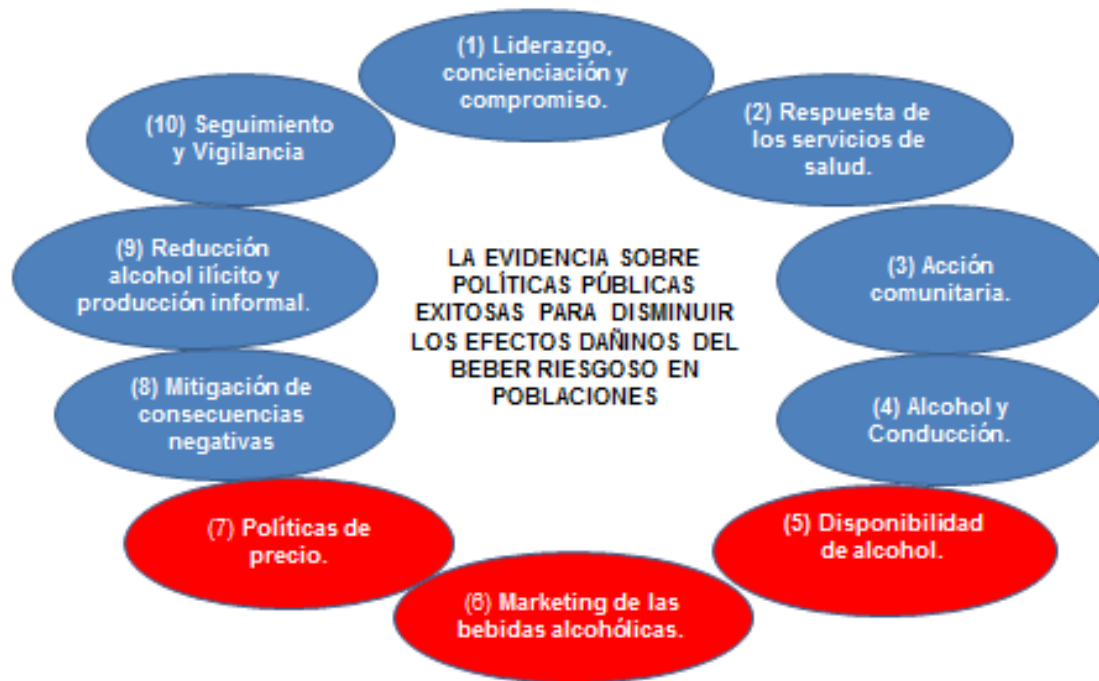 (1) Liderazgo,
concienciación y
compromiso.
(2) Respuesta de
los servicios de
salud.
(3) Acción
comunitaria.
(4) Alcohol y
Conducción.
(5) Disponibilidad
de alcohol.
(6) Marketing de las
bebidas alcohólicas.
(7) Políticas de
precio.
(8) Mitigación de
consecuencias
negativas
(9) Reducción
alcohol ilícito y
producción informal.
(10) Seguimiento
y Vigilancia
LA EVIDENCIA SOBRE
POLÍTICAS PÚBLICAS
EXITOSAS PARA DISMINUIR
LOS EFECTOS DAÑINOS DEL
BEBER RIESGOSO EN
POBLACIONES